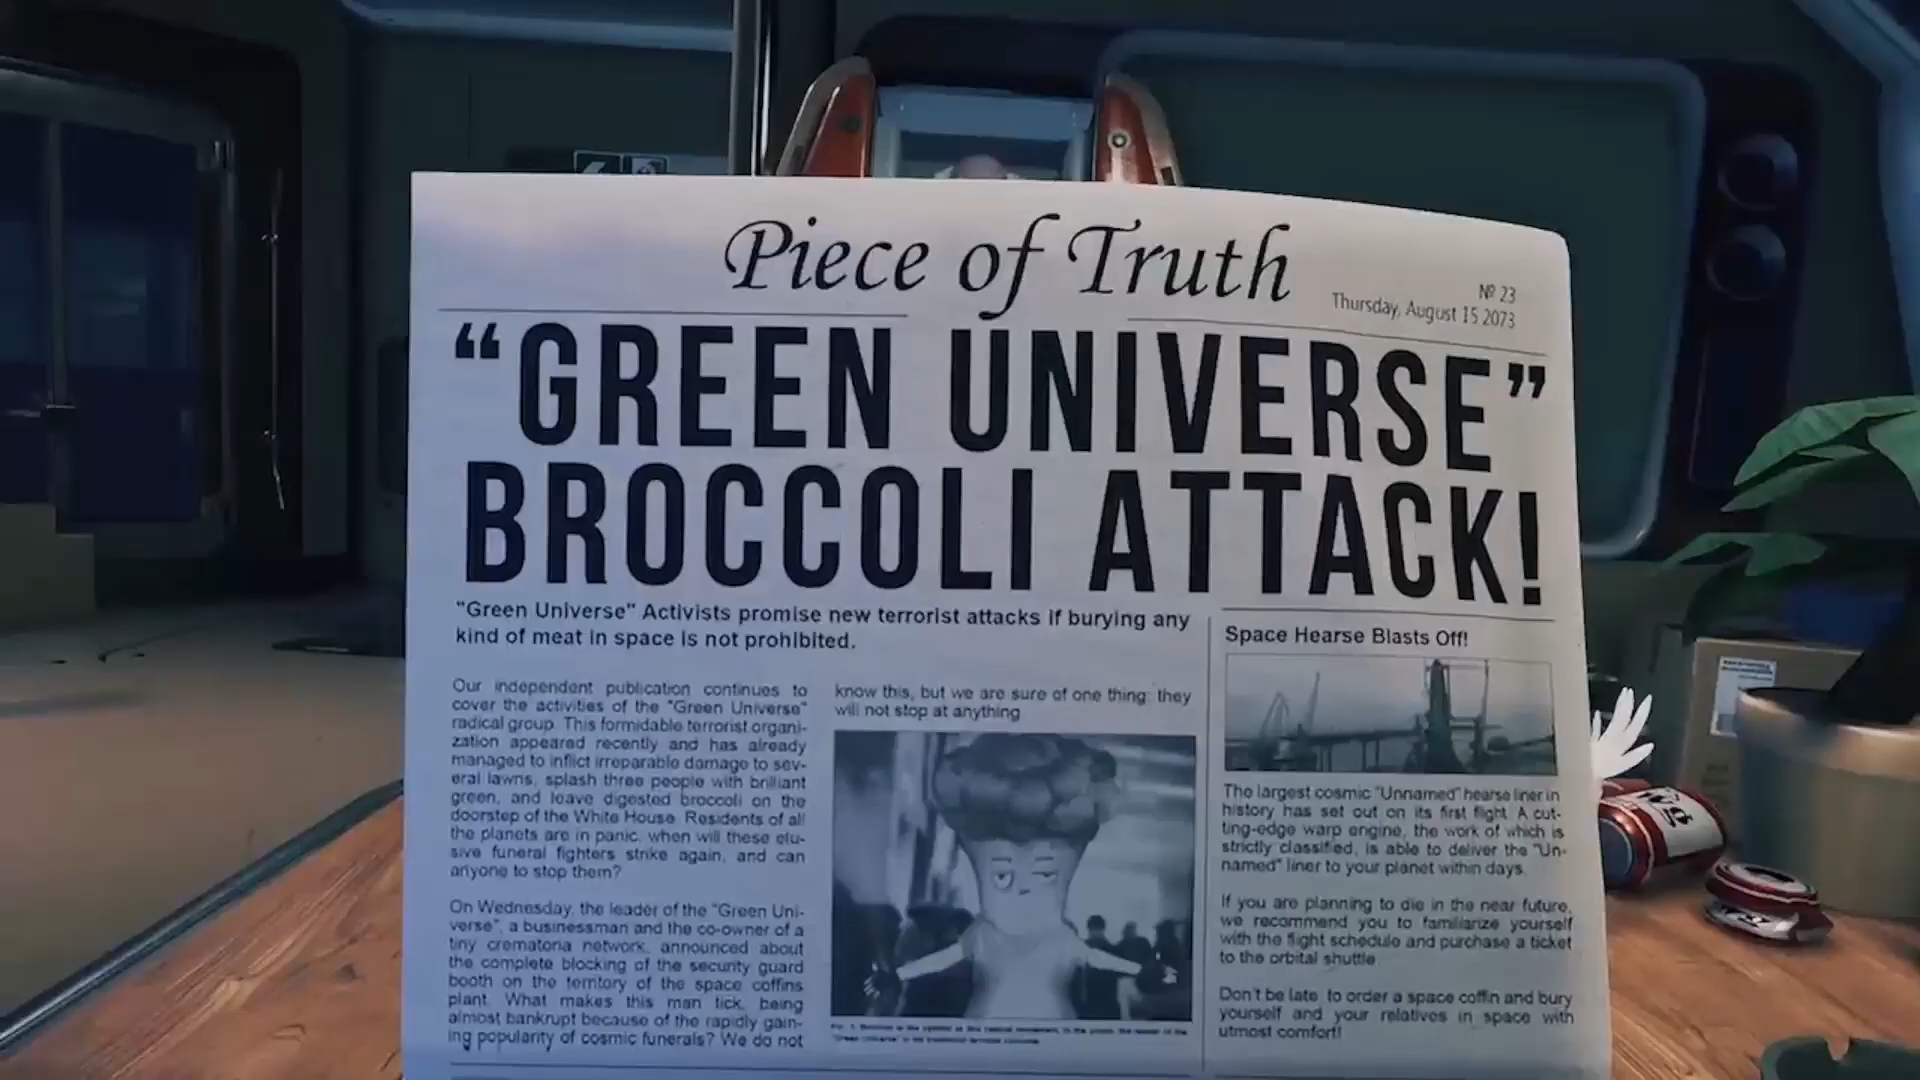 Piece of Truth
№ 23
Thursday, August 15 2073
“GREEN UNIVERSE”
BROCCOLI ATTACK!
"Green Universe" Activists promise new terrorist attacks if burying any
kind of meat in space is not prohibited.
Our independent publication continues to
cover the activities of the "Green Universe"
radical group. This formidable terrorist organi-
zation appeared recently and has already
managed to inflict irreparable damage to sev-
eral lawns, splash three people with brilliant
green, and leave digested broccoli on the
doorstep of the White House. Residents of all
the planets are in panic: when will these elu-
sive funeral fighters strike again, and can
anyone to stop them?
On Wednesday, the leader of the "Green Uni-
verse", a businessman and the co-owner of a
tiny crematoria network, announced about
the complete blocking of the security guard
booth on the territory of the space coffins
plant. What makes this man tick, being
almost bankrupt because of the rapidly gain-
ing popularity of cosmic funerals? We do not
know this, but we are sure of one thing: they
will not stop at anything.
Space Hearse Blasts Off!
The largest cosmic "Unnamed" hearse liner in
history has set out on its first flight. A cut-
ting-edge warp engine, the work of which is
strictly classified, is able to deliver the "Un-
named" liner to your planet within days.
If you are planning to die in the near future,
we recommend you to familiarize yourself
with the flight schedule and purchase a ticket
to the orbital shuttle.
Don't be late to order a space coffin and bury
yourself and your relatives in space with
utmost comfort!